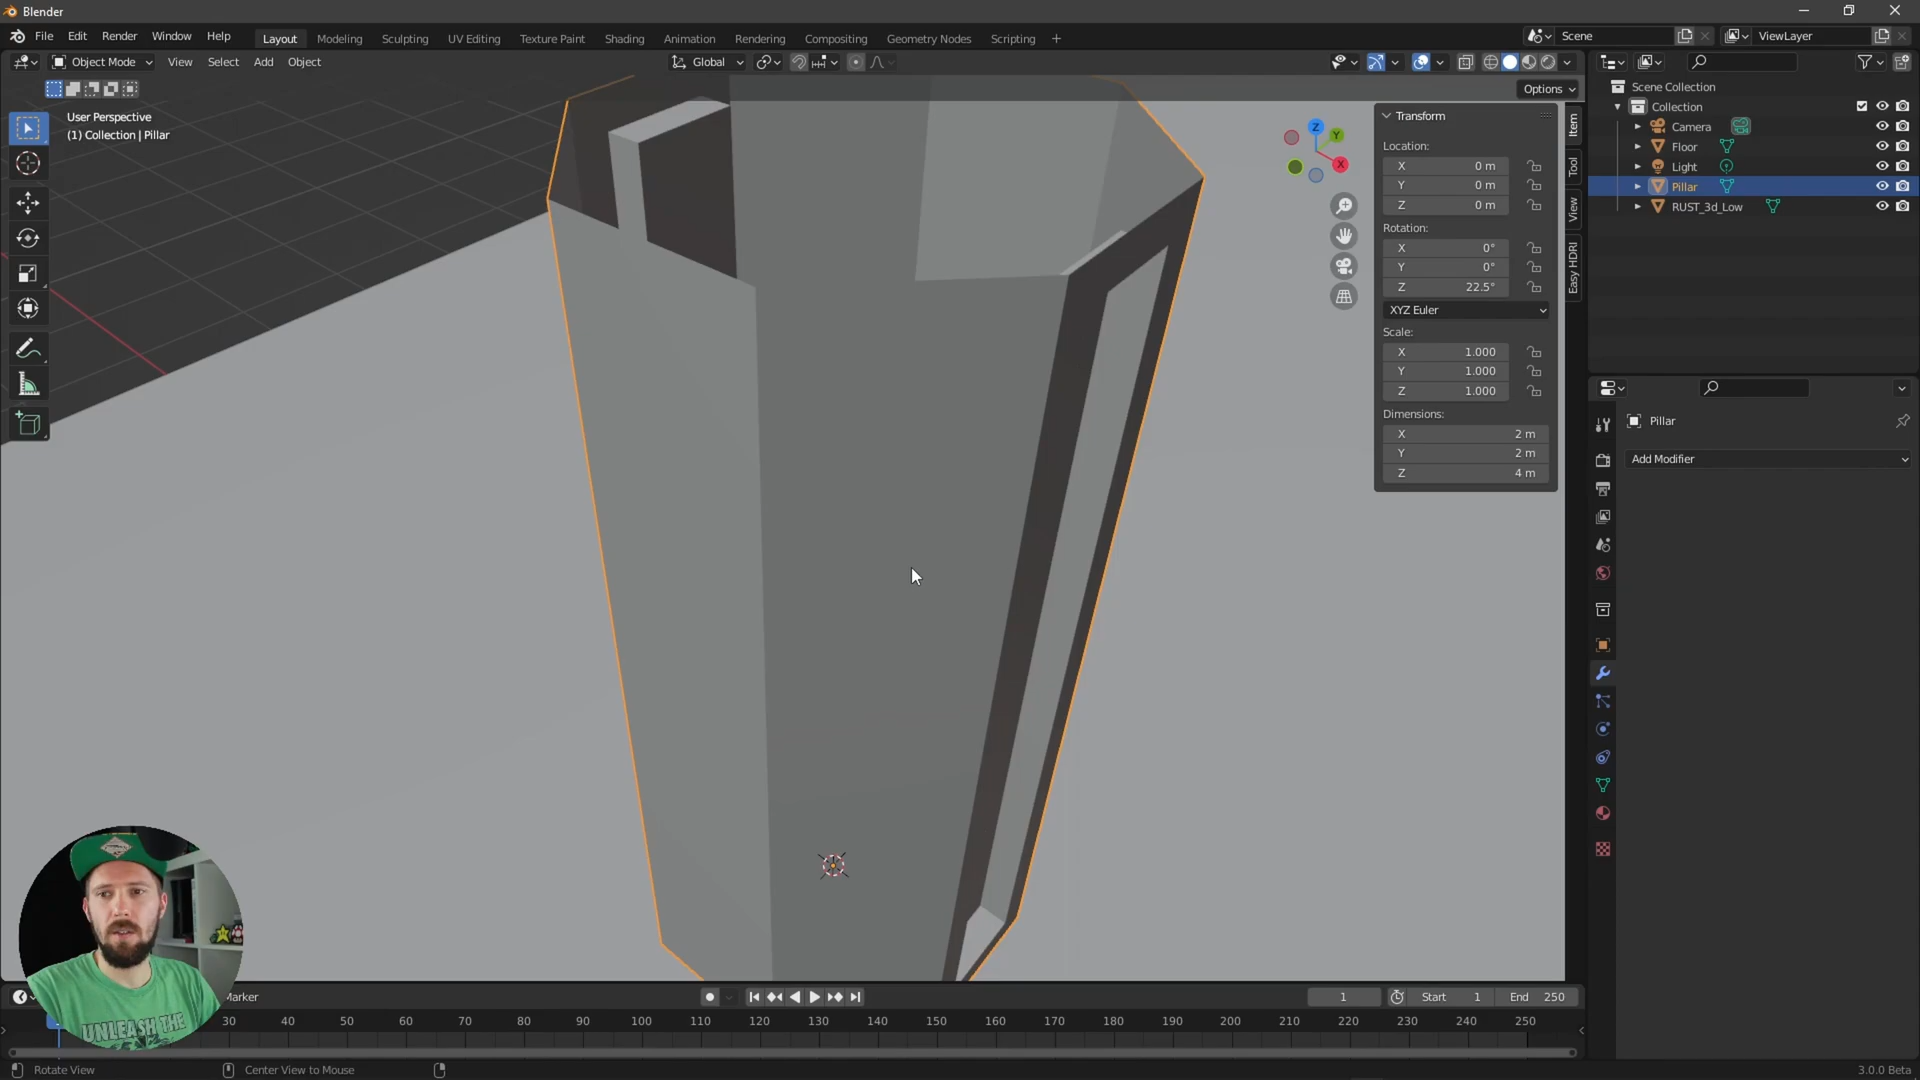 Blender
File Edit Render Window Help
Layout Modeling Sculpting UV Editing Texture Paint Shading Animation Rendering Compositing Geometry Nodes Scripting +
Scene
ViewLayer
Object Mode View Select Add Object
Global
Options
User Perspective
(1) Collection | Pillar
Z
Y
X
Transform
Location:
X 0 m
Y 0 m
Z 0 m
Rotation:
X 0°
Y 0°
Z 22.5°
XYZ Euler
Scale:
X 1.000
Y 1.000
Z 1.000
Dimensions:
X 2 m
Y 2 m
Z 4 m
Item
Tool
View
Easy HDRI
Scene Collection
Collection
Camera
Floor
Light
Pillar
RUST_3d_Low
Pillar
Add Modifier
UNLEASH THE
Marker
1
Start 1
End 250
30 40 50 60 70 80 90 100 110 120 130 140 150 160 170 180 190 200 210 220 230 240 250
Rotate View
Center View to Mouse
3.0.0 Beta